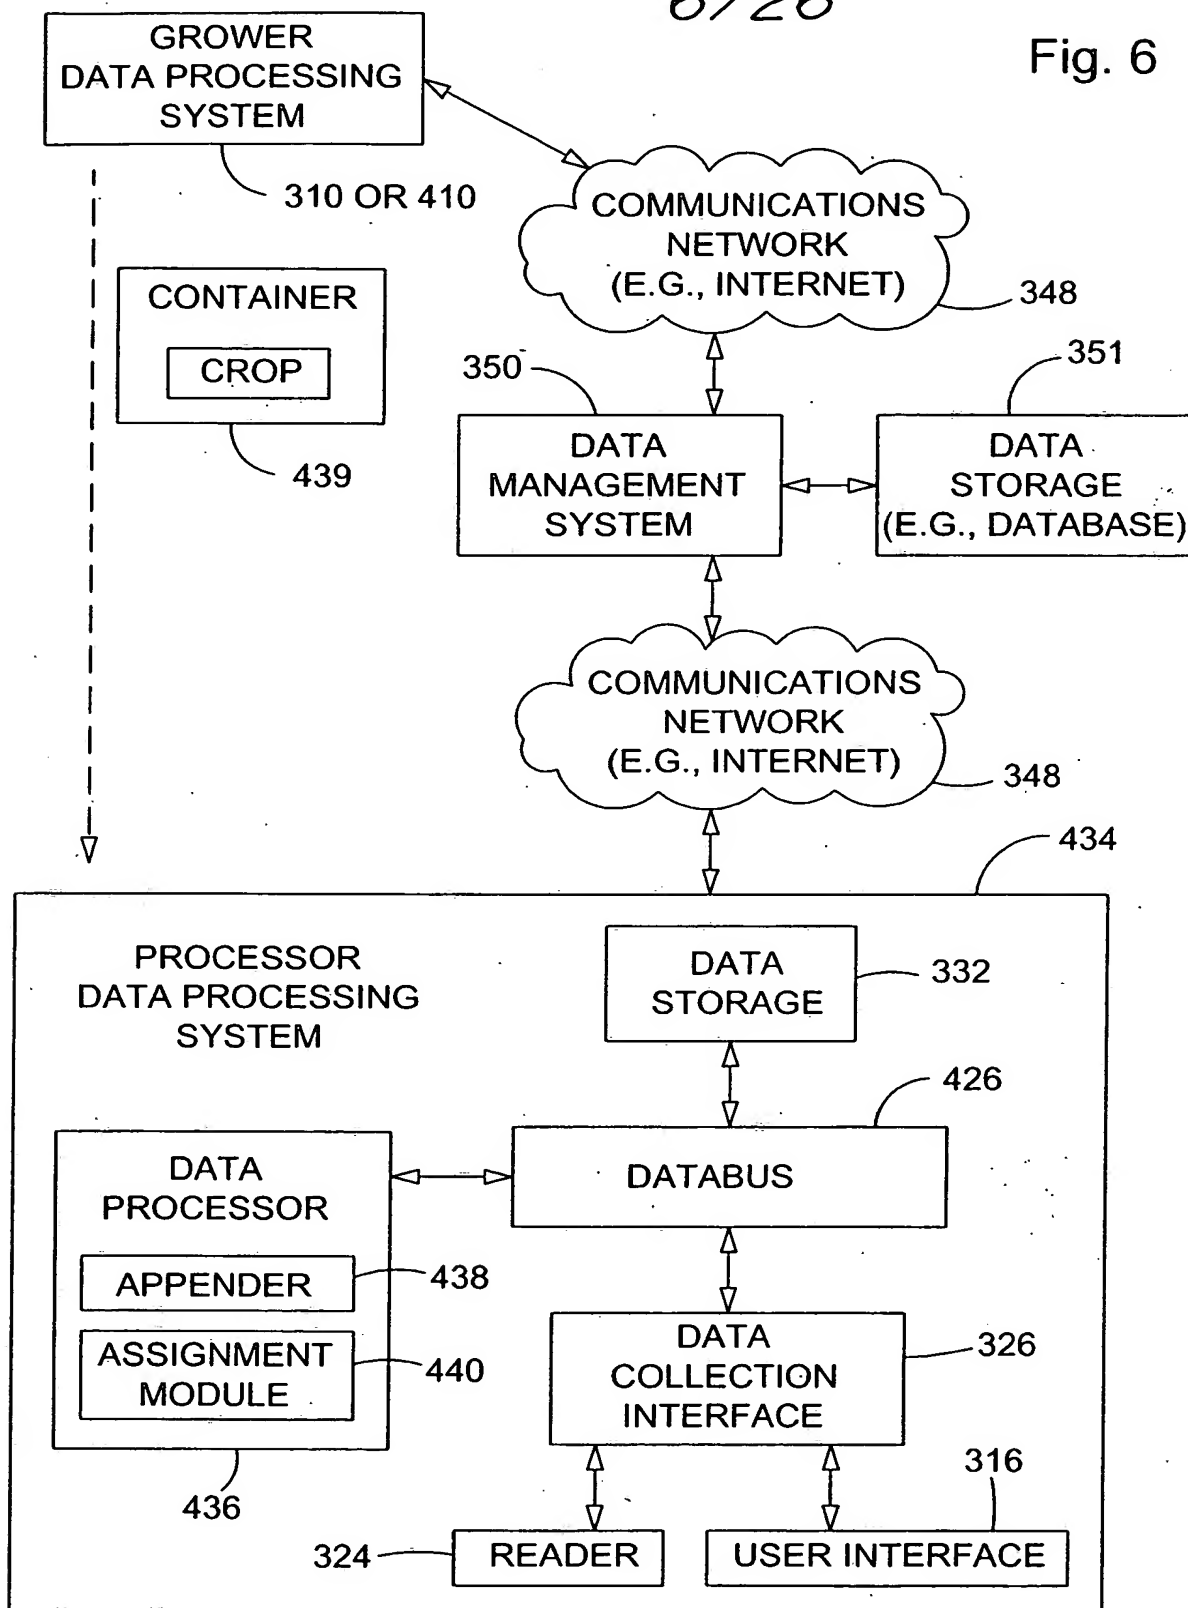 6/26
Fig. 6
GROWER
DATA PROCESSING
SYSTEM
310 OR 410
COMMUNICATIONS
NETWORK
(E.G., INTERNET)
348
CONTAINER
CROP
439
350
351
DATA
MANAGEMENT
SYSTEM
DATA
STORAGE
(E.G., DATABASE)
COMMUNICATIONS
NETWORK
(E.G., INTERNET)
348
434
PROCESSOR
DATA PROCESSING
SYSTEM
DATA
STORAGE
332
426
DATABUS
DATA
PROCESSOR
APPENDER
438
ASSIGNMENT
MODULE
440
436
DATA
COLLECTION
INTERFACE
326
316
324
READER
USER INTERFACE